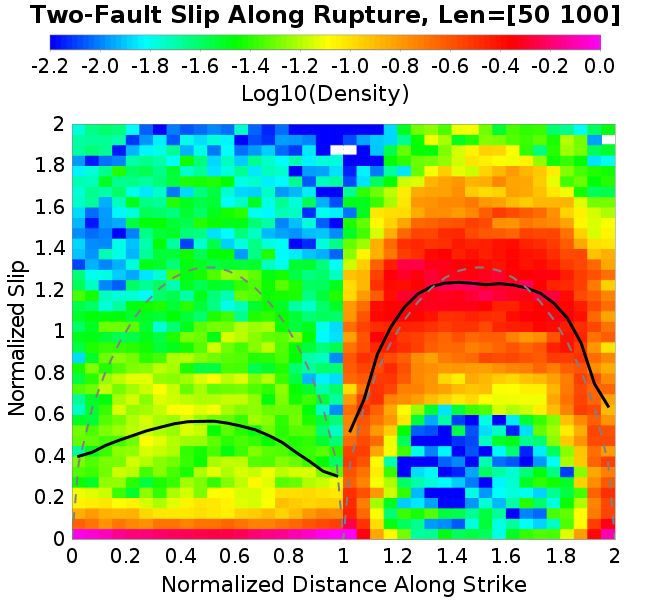 Two-Fault Slip Along Rupture, Len=[50 100]
-2.2 -2.0 -1.8 -1.6 -1.4 -1.2 -1.0 -0.8 -0.6 -0.4 -0.2 0.0
Log10(Density)
2
1.8
1.6
1.4
1.2
1
0.8
0.6
0.4
0.2
0
Normalized Slip
0 0.2 0.4 0.6 0.8 1 1.2 1.4 1.6 1.8 2
Normalized Distance Along Strike